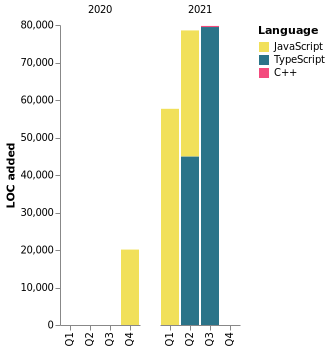 2020 2021
Language
JavaScript
TypeScript
C++
LOC added
80,000
70,000
60,000
50,000
40,000
30,000
20,000
10,000
0
Q1 Q2 Q3 Q4 Q1 Q2 Q3 Q4